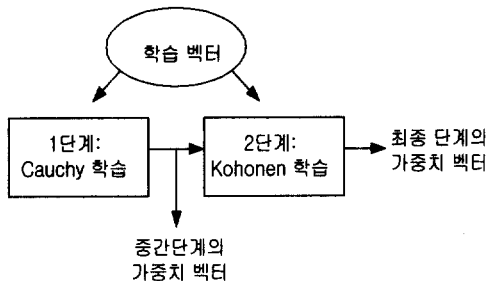 학습 벡터
1단계:
Cauchy 학습
2단계:
Kohonen 학습
최종 단계의
가중치 벡터
중간단계의
가중치 벡터